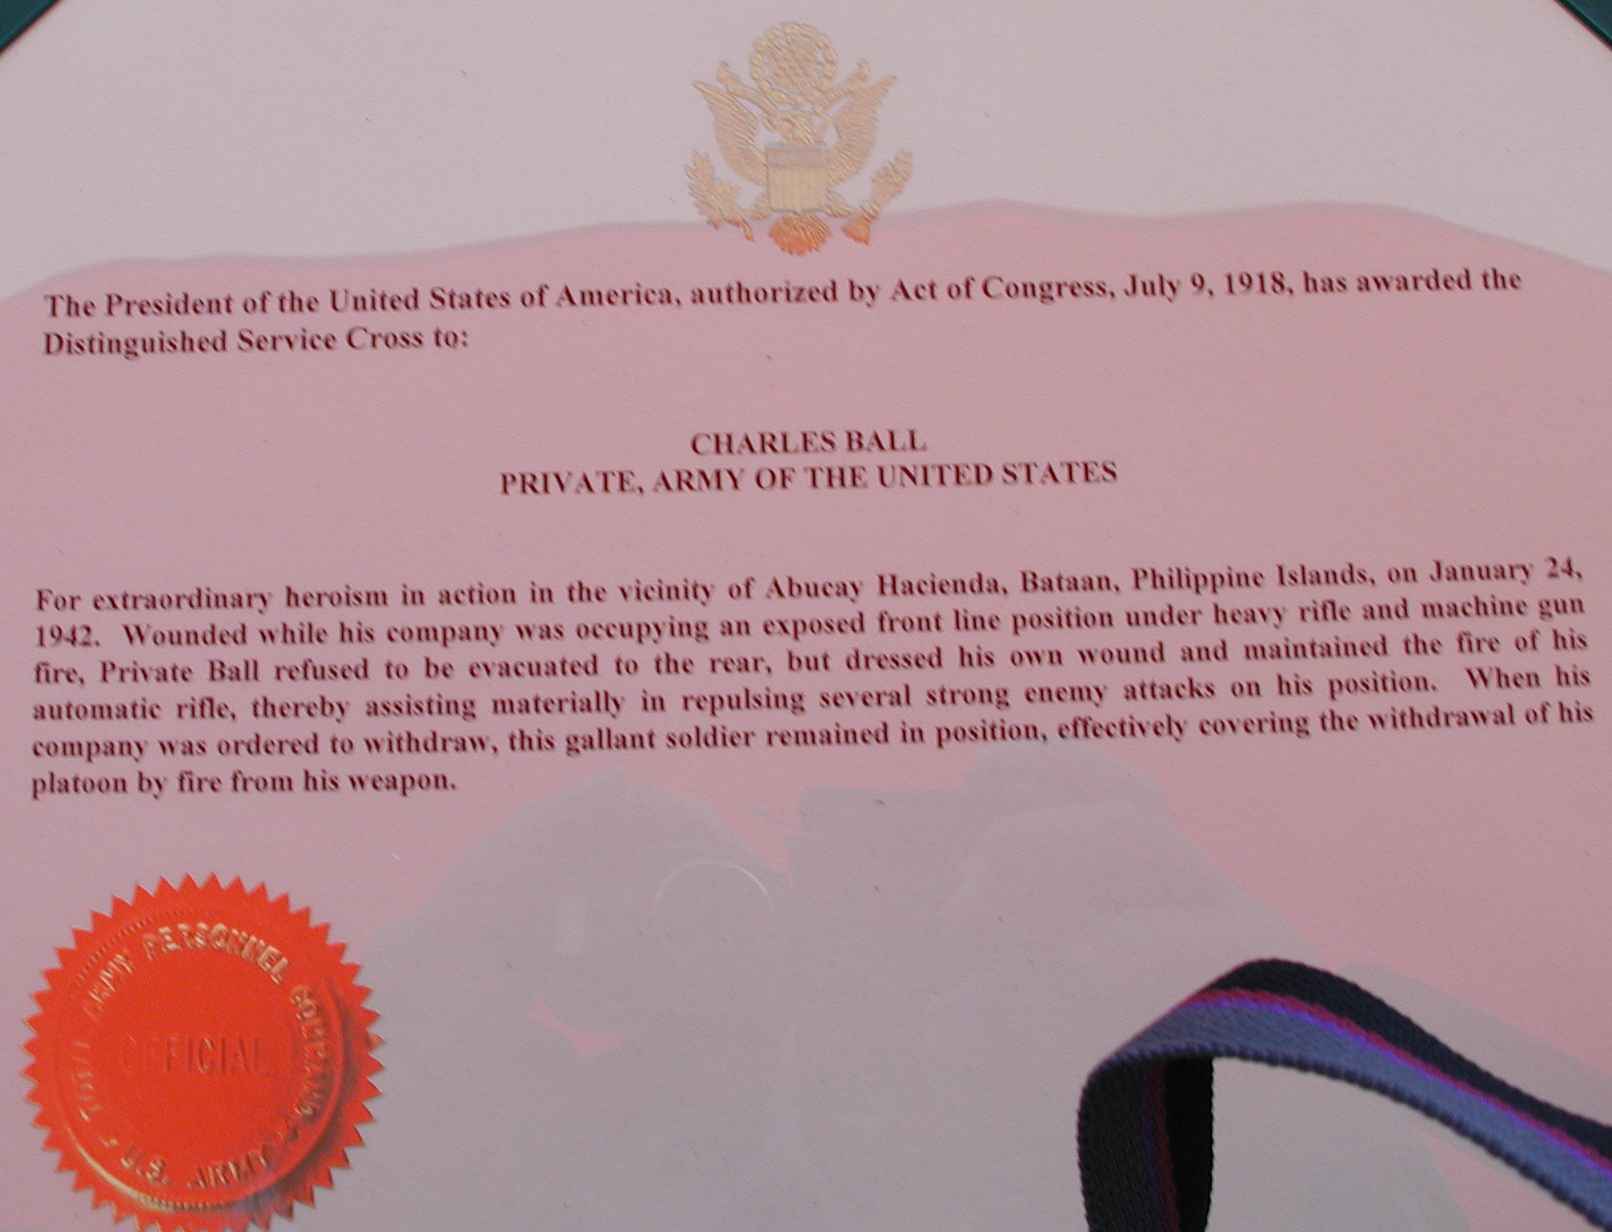 The President of the United States of America, authorized by Act of Congress, July 9, 1918, has awarded the
Distinguished Service Cross to:
CHARLES BALL
PRIVATE, ARMY OF THE UNITED STATES
For extraordinary heroism in action in the vicinity of Abucay Hacienda, Bataan, Philippine Islands, on January 24,
1942. Wounded while his company was occupying an exposed front line position under heavy rifle and machine gun
fire, Private Ball refused to be evacuated to the rear, but dressed his own wound and maintained the fire of his
automatic rifle, thereby assisting materially in repulsing several strong enemy attacks on his position. When his
company was ordered to withdraw, this gallant soldier remained in position, effectively covering the withdrawal of his
platoon by fire from his weapon.
ARMY PERSONNEL COMMAND
OFFICIAL
U.S. ARMY